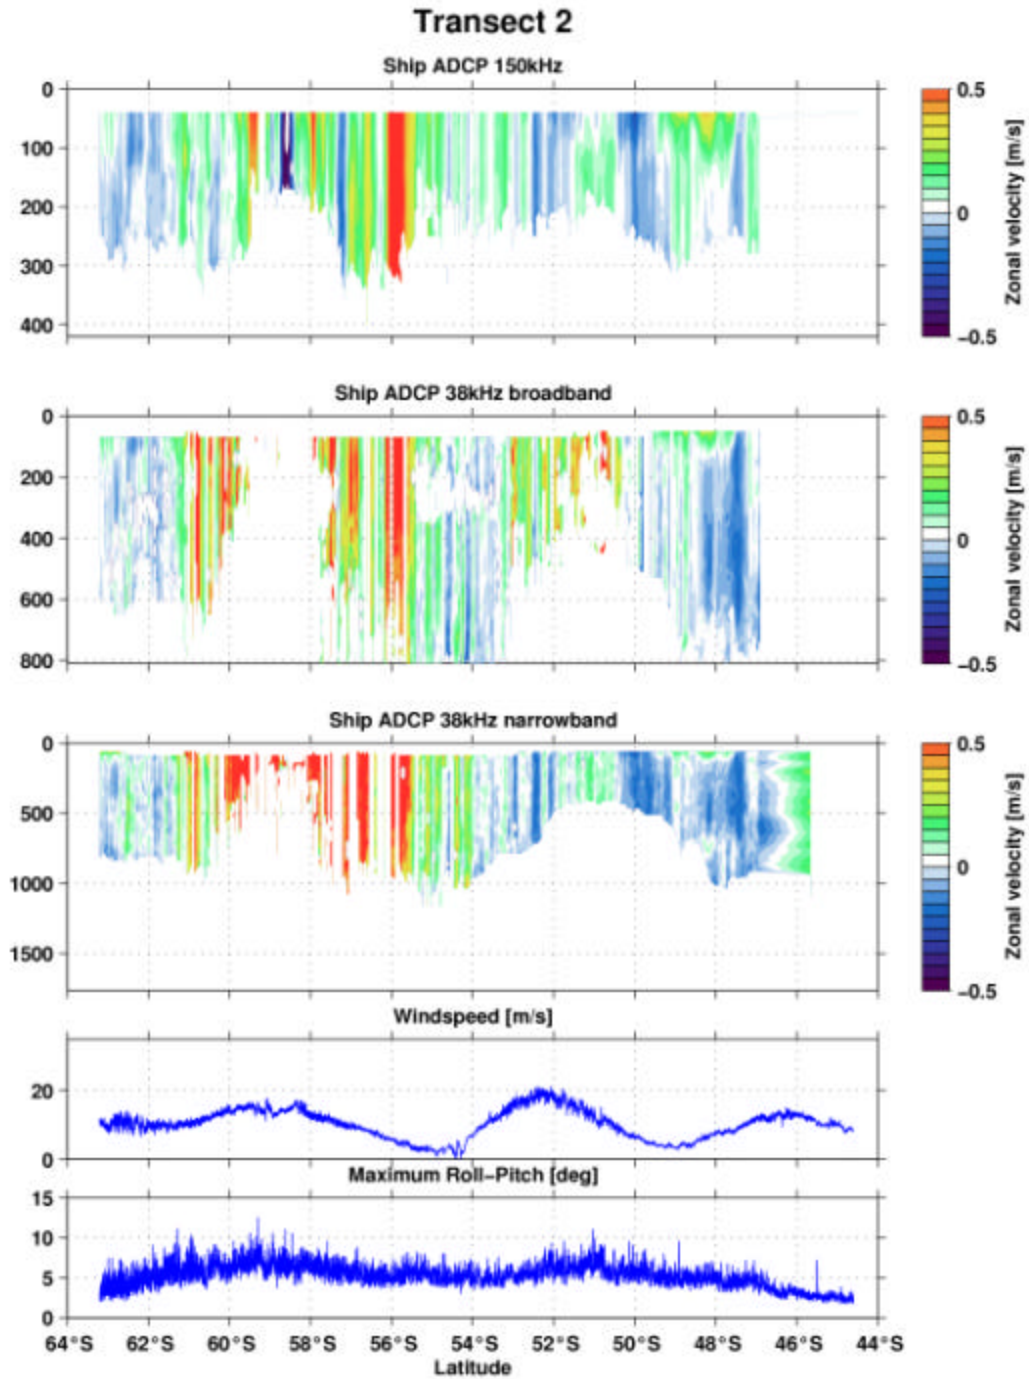 Transect 2
Ship ADCP 150kHz
0
100
200
300
400
0.5
0
−0.5
Zonal velocity [m/s]
Ship ADCP 38kHz broadband
0
200
400
600
800
0.5
0
−0.5
Zonal velocity [m/s]
Ship ADCP 38kHz narrowband
0
500
1000
1500
0.5
0
−0.5
Zonal velocity [m/s]
Windspeed [m/s]
20
0
Maximum Roll−Pitch [deg]
15
10
5
0
64°S 62°S 60°S 58°S 56°S 54°S 52°S 50°S 48°S 46°S 44°S
Latitude